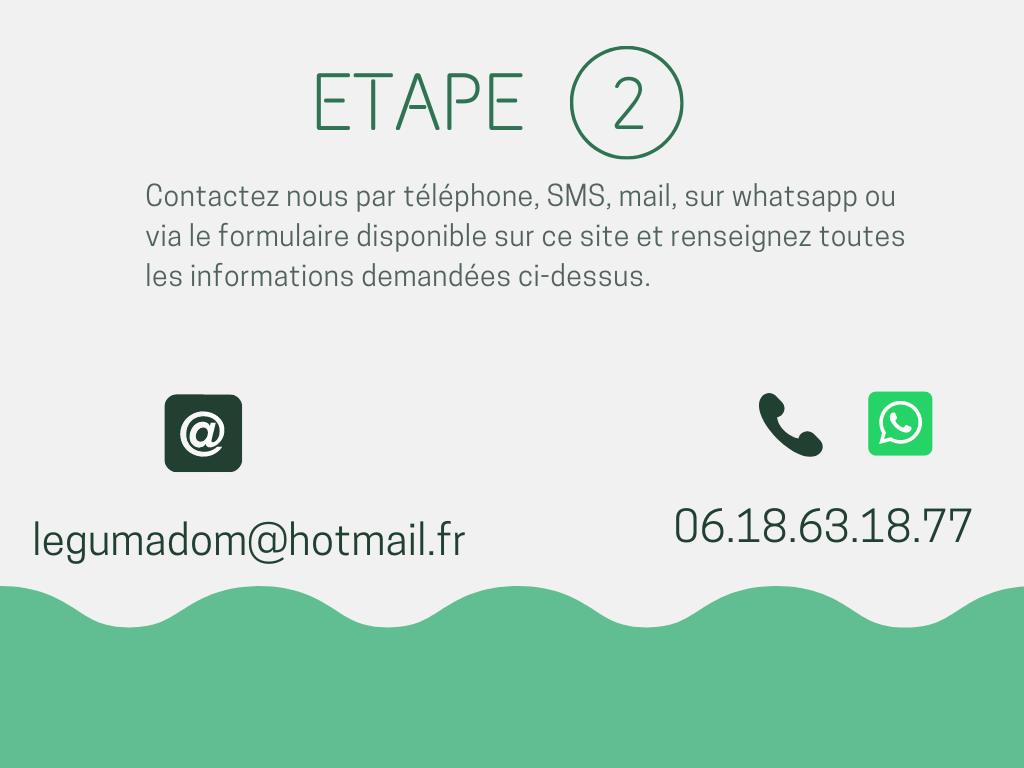 ETAPE 2
Contactez nous par téléphone, SMS, mail, sur whatsapp ou
via le formulaire disponible sur ce site et renseignez toutes
les informations demandées ci-dessus.
@
legumadom@hotmail.fr
06.18.63.18.77